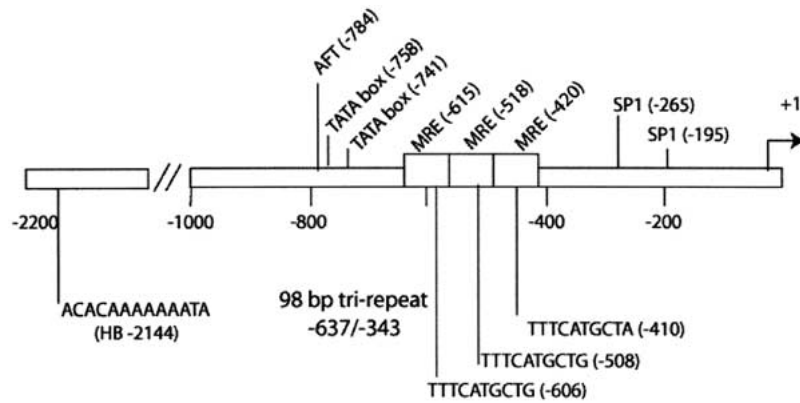 AFT (-784)
TATA box (-758)
TATA box (-741)
MRE (-615)
MRE (-518)
MRE (-420)
SP1 (-265)
SP1 (-195)
+1
-2200
-1000
-800
-400
-200
ACACAAAAAAATA
(HB -2144)
98 bp tri-repeat
-637/-343
TTTCATGCTA (-410)
TTTCATGCTG (-508)
TTTCATGCTG (-606)